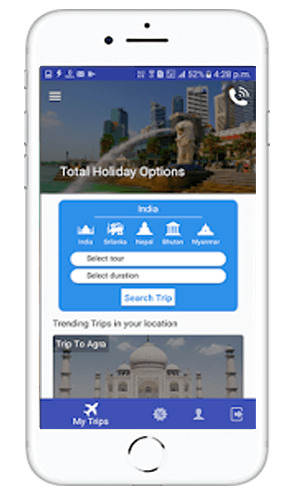 52% 4:28 p.m.
Total Holiday Options
India
India Srilanka Nepal Bhutan Myanmar
Select tour
Select duration
Search Trip
Trending Trips in your location
Trip To Agra
My Trips